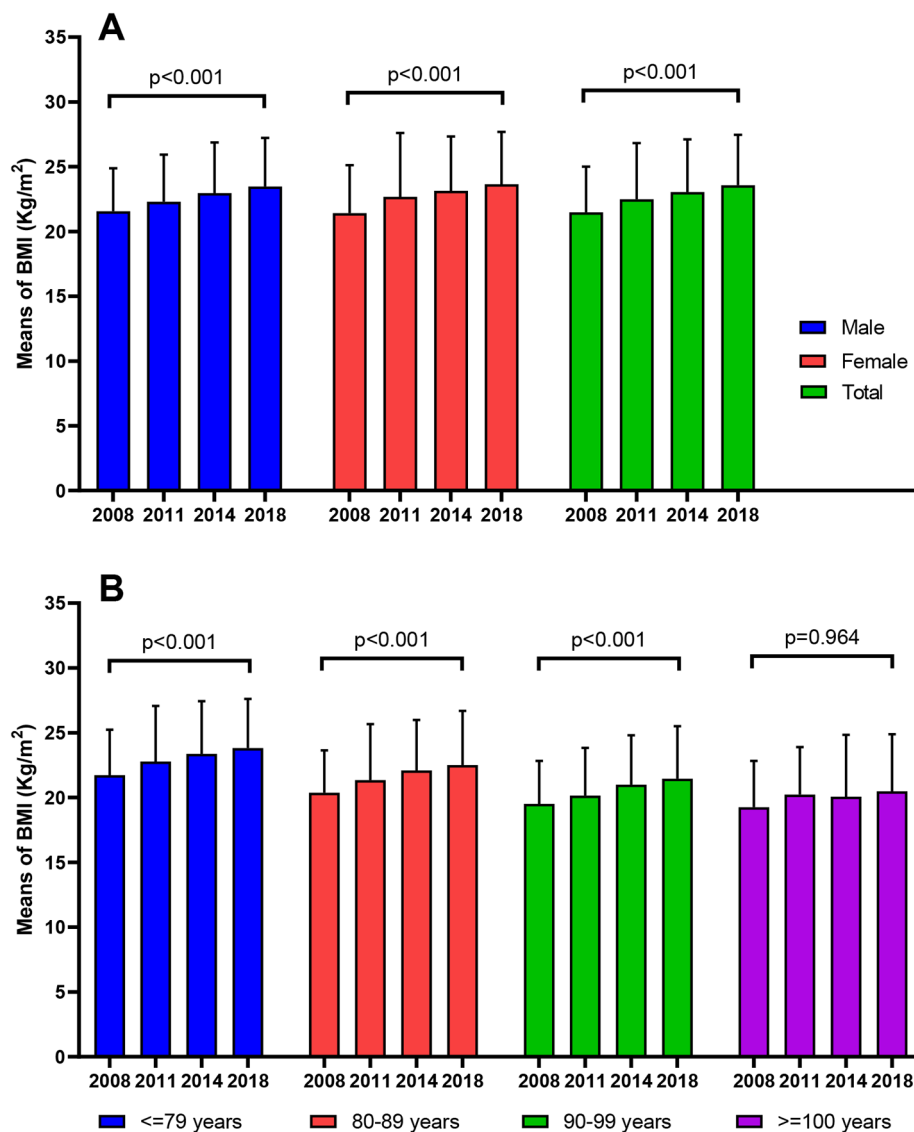 A
Means of BMI (Kg/m²)
35
30
25
20
15
10
5
0
p<0.001
p<0.001
p<0.001
Male
Female
Total
2008 2011 2014 2018
2008 2011 2014 2018
2008 2011 2014 2018
B
Means of BMI (Kg/m²)
35
30
25
20
15
10
5
0
p<0.001
p<0.001
p<0.001
p=0.964
2008 2011 2014 2018
2008 2011 2014 2018
2008 2011 2014 2018
2008 2011 2014 2018
<=79 years
80-89 years
90-99 years
>=100 years